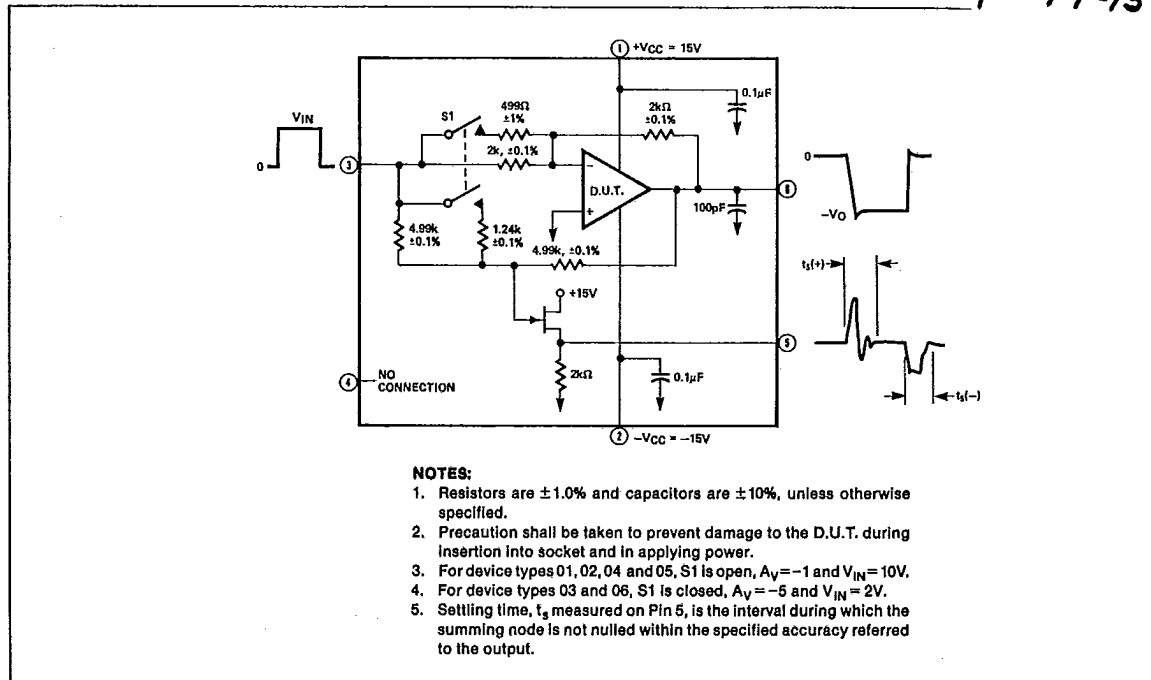 ① +VCC = 15V
0.1µF
499Ω
±1%
2kΩ
±0.1%
S1
VIN
0
③
2k, ±0.1%
−
D.U.T.
+
⑥
0
−VO
100pF
4.99k
±0.1%
1.24k
±0.1%
4.99k, ±0.1%
ts(+)
+15V
⑤
④ NO
CONNECTION
2kΩ
0.1µF
ts(−)
② −VCC = −15V
NOTES:
1. Resistors are ±1.0% and capacitors are ±10%, unless otherwise
specified.
2. Precaution shall be taken to prevent damage to the D.U.T. during
insertion into socket and in applying power.
3. For device types 01, 02, 04 and 05, S1 is open, AV=−1 and VIN=10V.
4. For device types 03 and 06, S1 is closed, AV=−5 and VIN=2V.
5. Settling time, ts measured on Pin 5, is the interval during which the
summing node is not nulled within the specified accuracy referred
to the output.